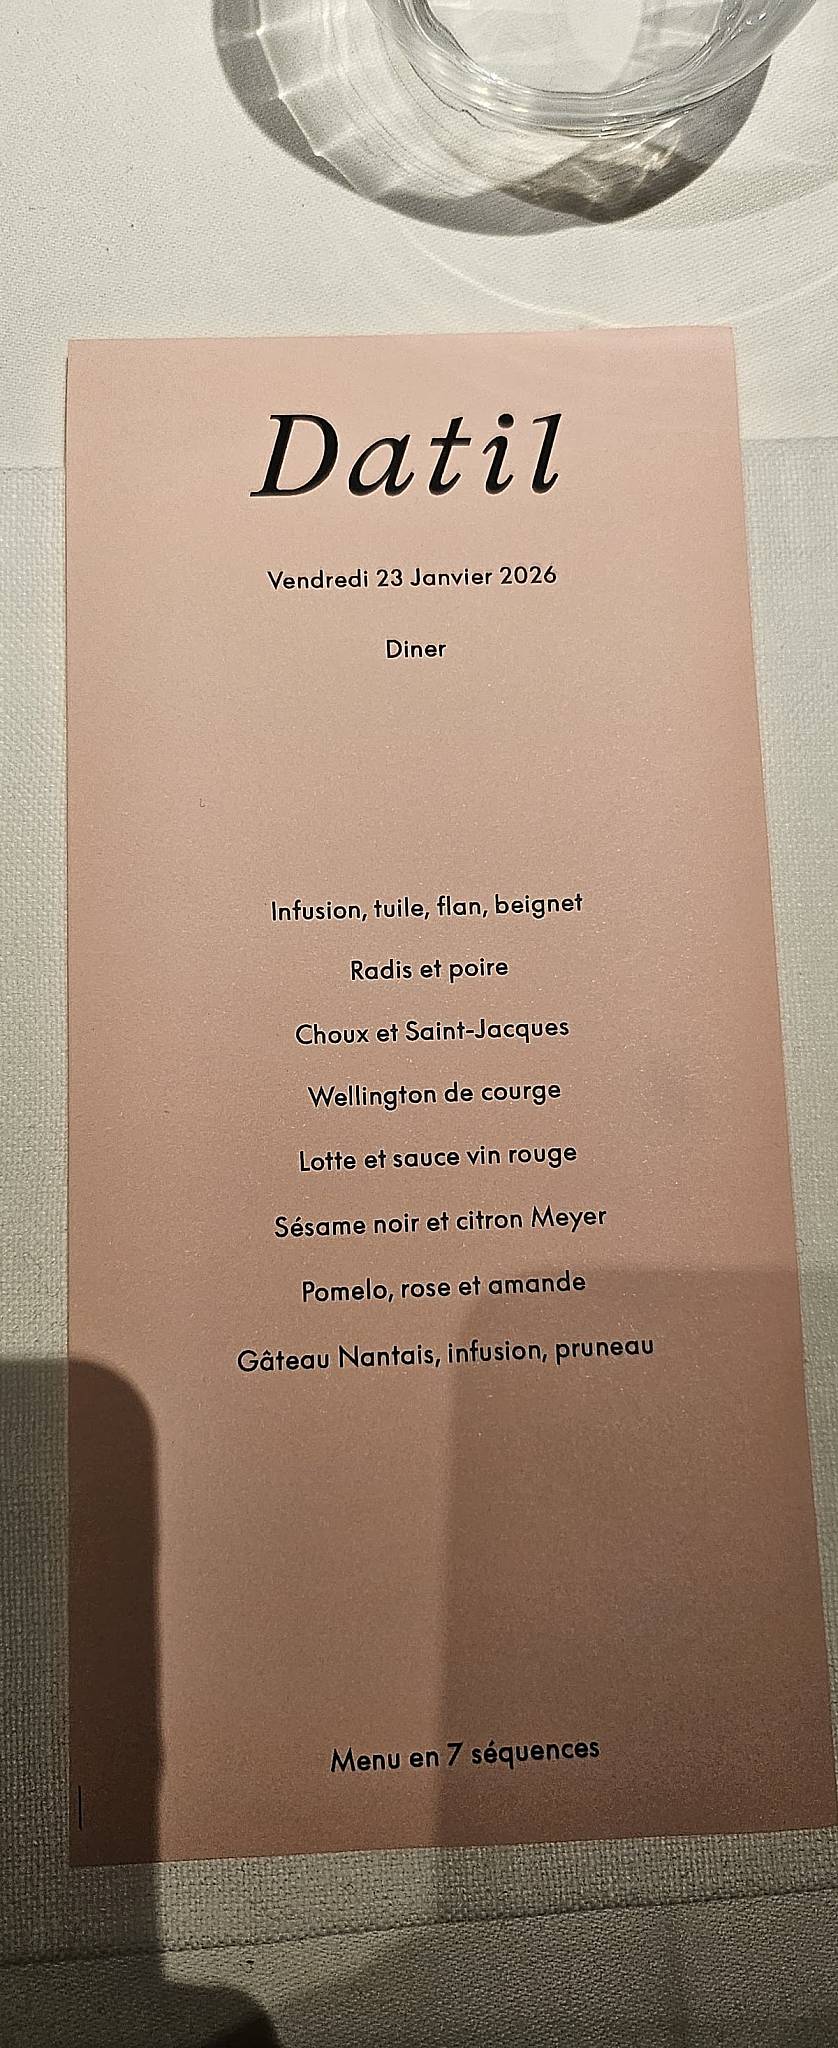 Datil
Vendredi 23 Janvier 2026
Diner
Infusion, tuile, flan, beignet
Radis et poire
Choux et Saint-Jacques
Wellington de courge
Lotte et sauce vin rouge
Sésame noir et citron Meyer
Pomelo, rose et amande
Gâteau Nantais, infusion, pruneau
Menu en 7 séquences